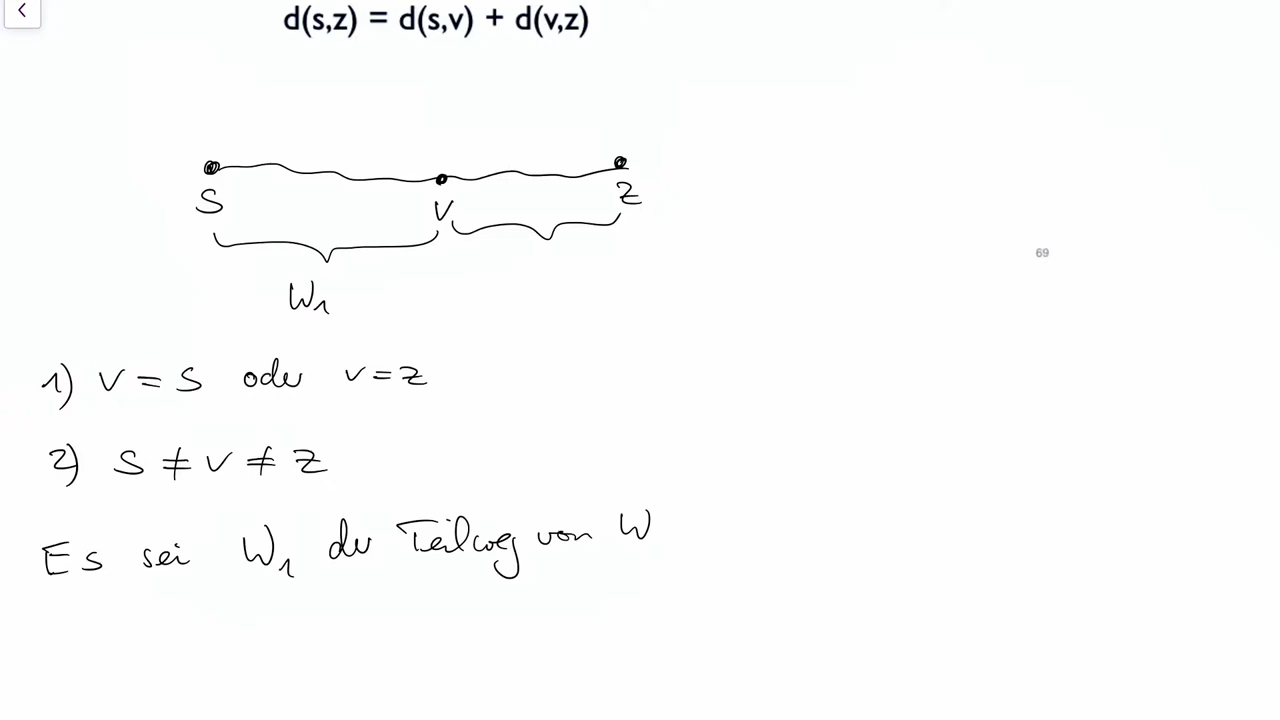 d(s,z) = d(s,v) + d(v,z)
s v z
69
W₁
1) v = s oder v = z
2) s ≠ v ≠ z
Es sei W₁ der Teilweg von W